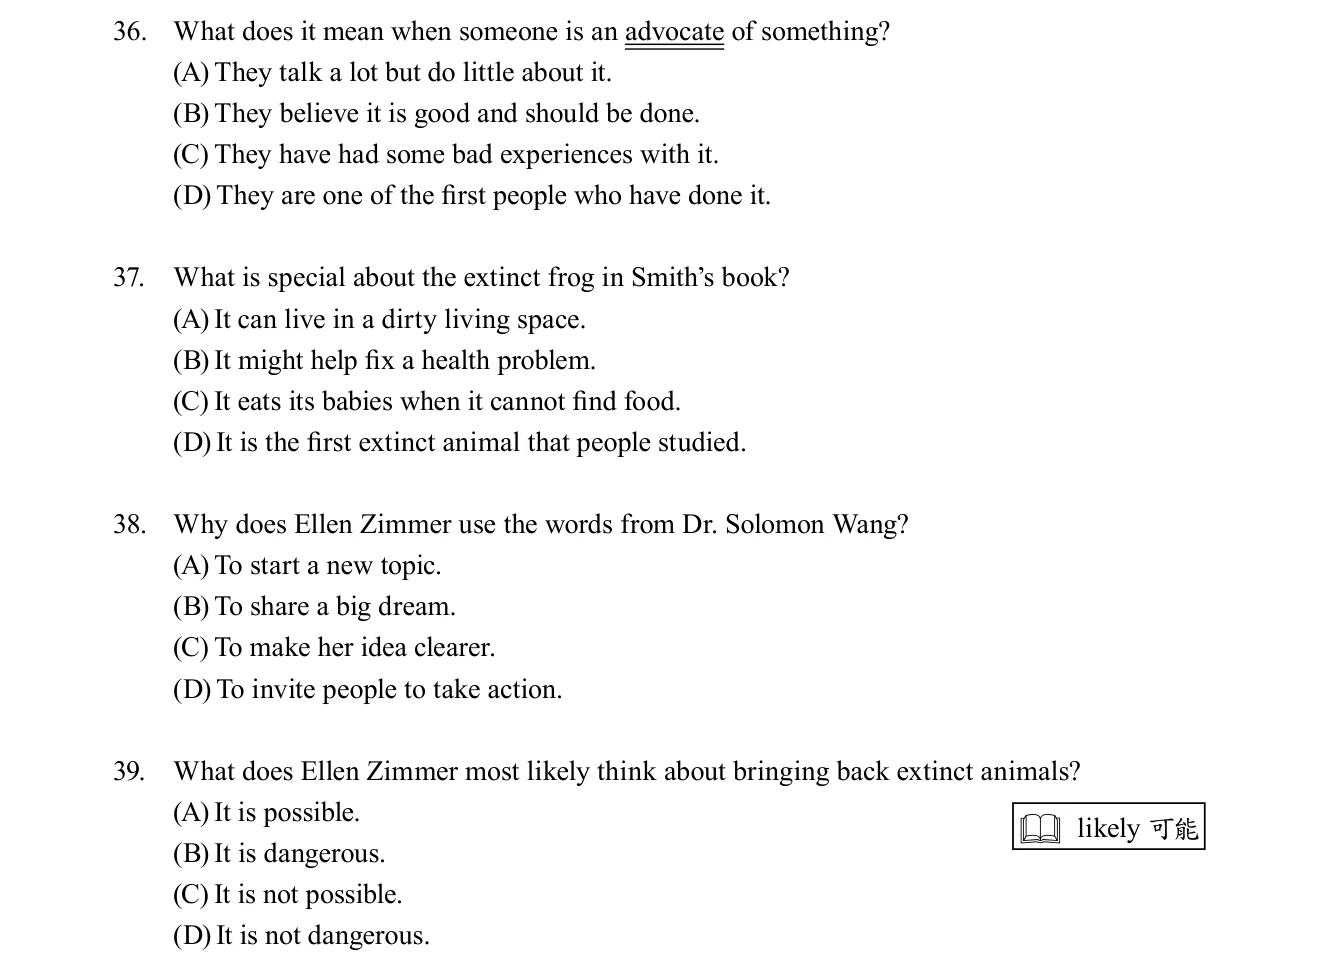 36. What does it mean when someone is an advocate of something?
(A) They talk a lot but do little about it.
(B) They believe it is good and should be done.
(C) They have had some bad experiences with it.
(D) They are one of the first people who have done it.
37. What is special about the extinct frog in Smith’s book?
(A) It can live in a dirty living space.
(B) It might help fix a health problem.
(C) It eats its babies when it cannot find food.
(D) It is the first extinct animal that people studied.
38. Why does Ellen Zimmer use the words from Dr. Solomon Wang?
(A) To start a new topic.
(B) To share a big dream.
(C) To make her idea clearer.
(D) To invite people to take action.
39. What does Ellen Zimmer most likely think about bringing back extinct animals?
(A) It is possible.
likely 可能
(B) It is dangerous.
(C) It is not possible.
(D) It is not dangerous.